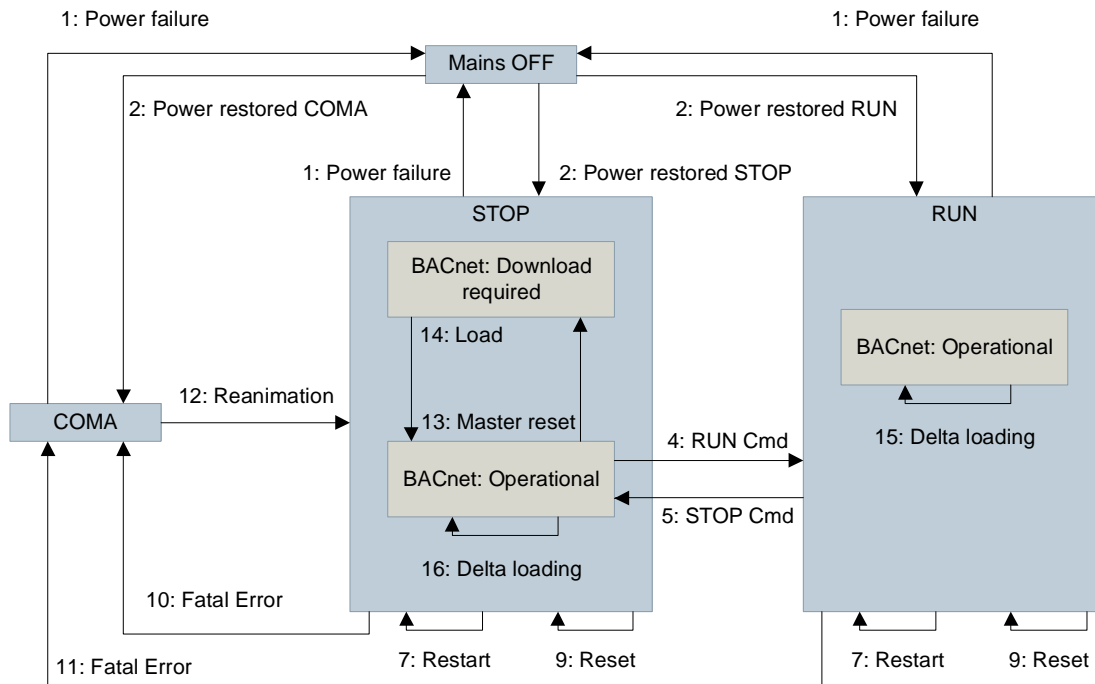 1: Power failure
1: Power failure
Mains OFF
2: Power restored COMA
2: Power restored RUN
1: Power failure
2: Power restored STOP
STOP
RUN
BACnet: Download
required
14: Load
BACnet: Operational
12: Reanimation
COMA
13: Master reset
15: Delta loading
4: RUN Cmd
BACnet: Operational
5: STOP Cmd
16: Delta loading
10: Fatal Error
11: Fatal Error
7: Restart
9: Reset
7: Restart
9: Reset